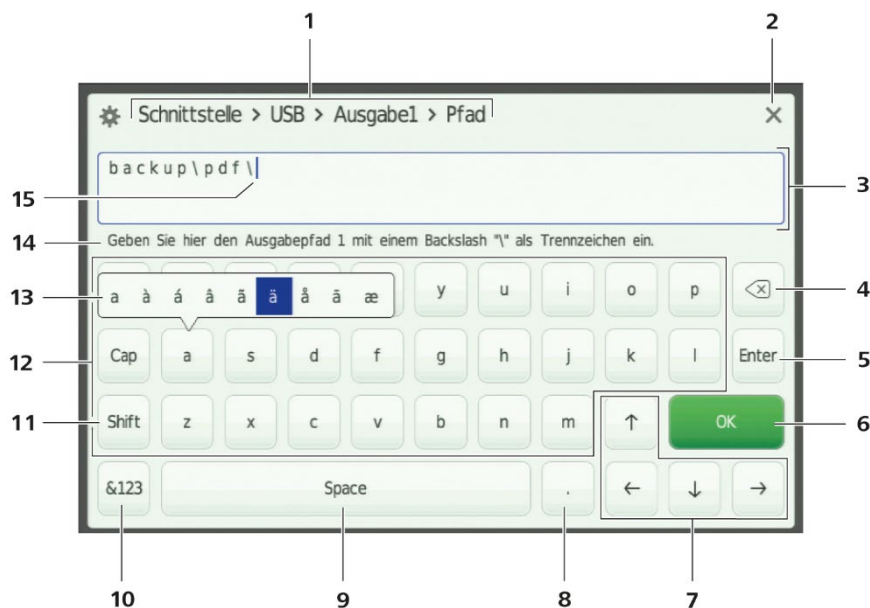 1 2
Schnittstelle > USB > Ausgabe1 > Pfad
backup\pdf\
3
15
14 Geben Sie hier den Ausgabepfad 1 mit einem Backslash "\" als Trennzeichen ein.
13 a à á â ã ä å ā æ y u i o p 4
12 Cap a s d f g h j k l Enter 5
11 Shift z x c v b n m ↑ OK 6
&123 Space . ← ↓ →
10 9 8 7